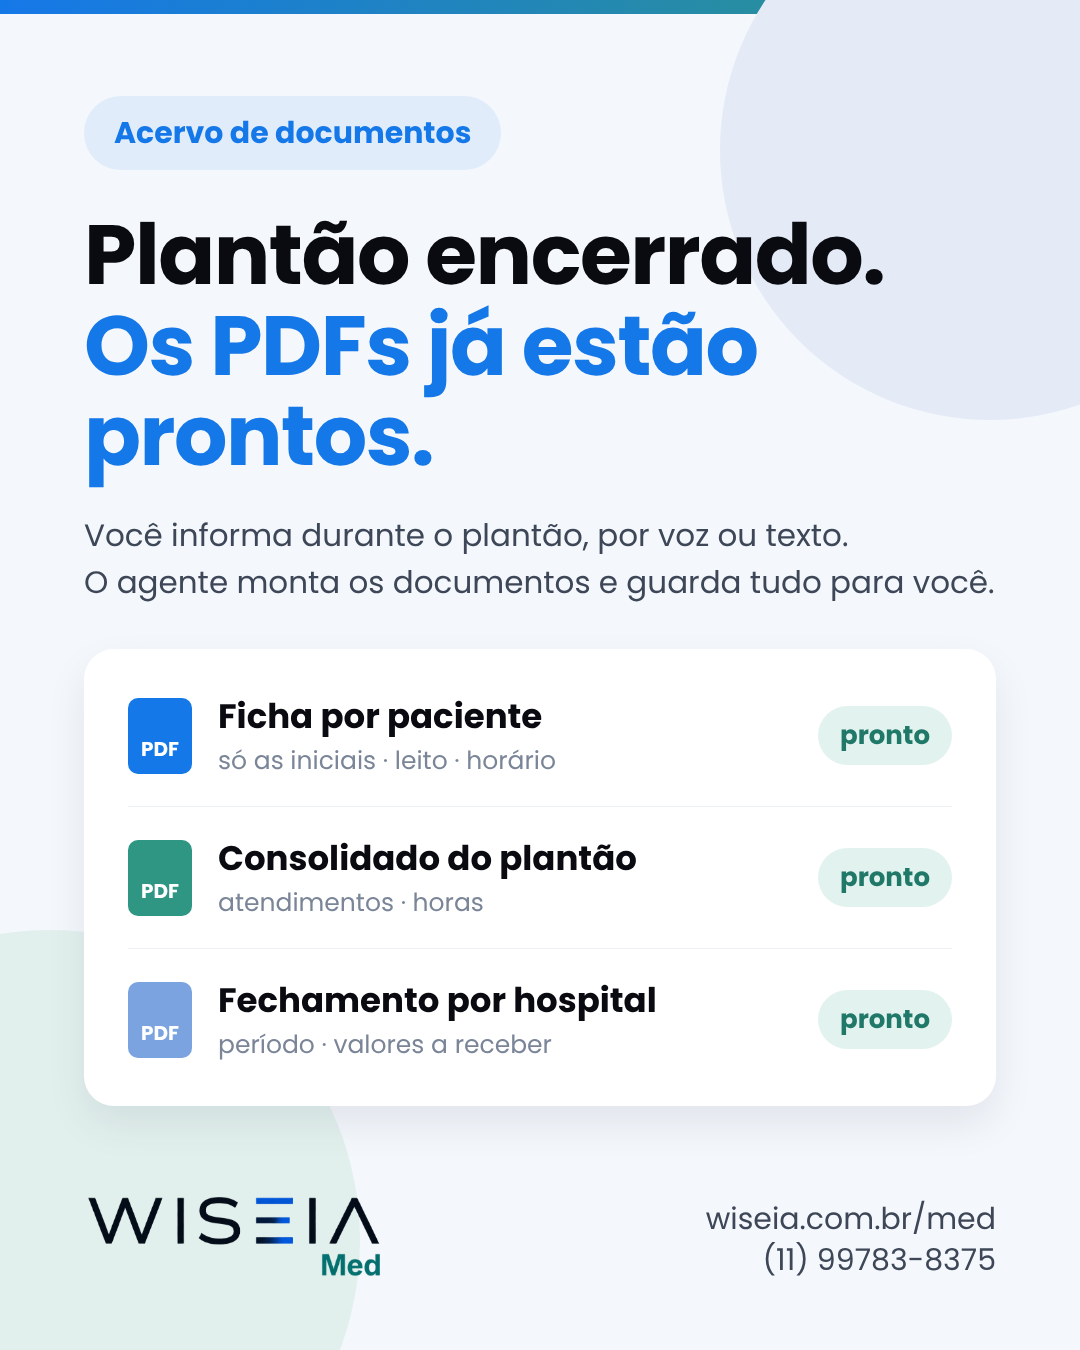 Acervo de documentos
Plantão encerrado.
Os PDFs já estão
prontos.
Você informa durante o plantão, por voz ou texto.
O agente monta os documentos e guarda tudo para você.
PDF
Ficha por paciente
só as iniciais · leito · horário
pronto
PDF
Consolidado do plantão
atendimentos · horas
pronto
PDF
Fechamento por hospital
período · valores a receber
pronto
WISEIA
Med
wiseia.com.br/med
(11) 99783-8375